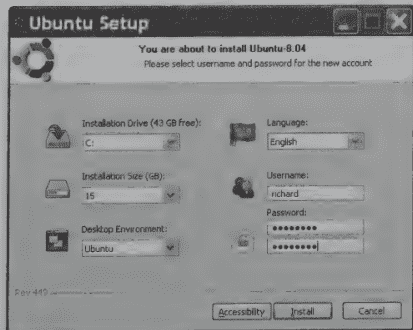 Ubuntu Setup
You are about to install Ubuntu-8.04
Please select username and password for the new account
Installation Drive (43 GB free):
C:
Language:
English
Installation Size (GB):
15
Username:
richard
Password:
Desktop Environment:
Ubuntu
Rev 449
Accessibility
Install
Cancel